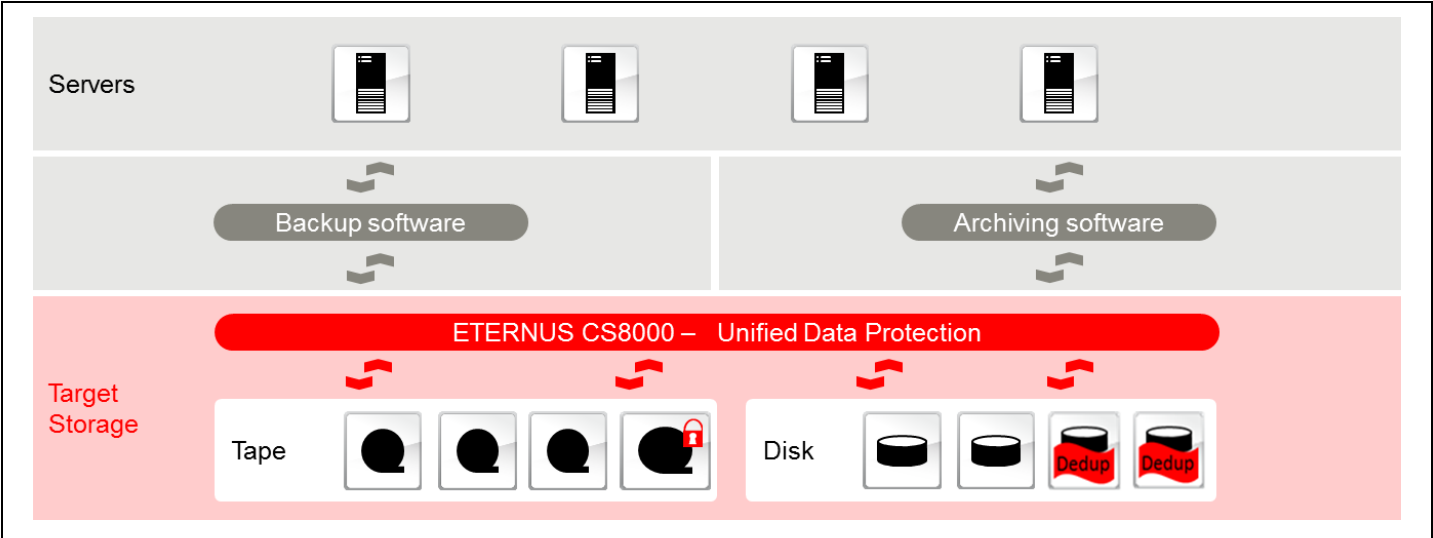 Servers
Backup software
Archiving software
ETERNUS CS8000 – Unified Data Protection
Target
Storage
Tape
Disk
Dedup
Dedup